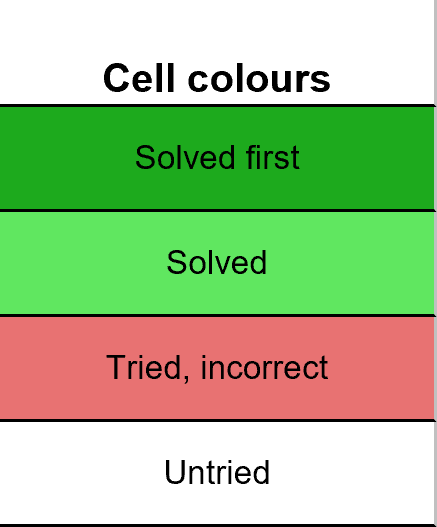 Cell colours
Solved first
Solved
Tried, incorrect
Untried